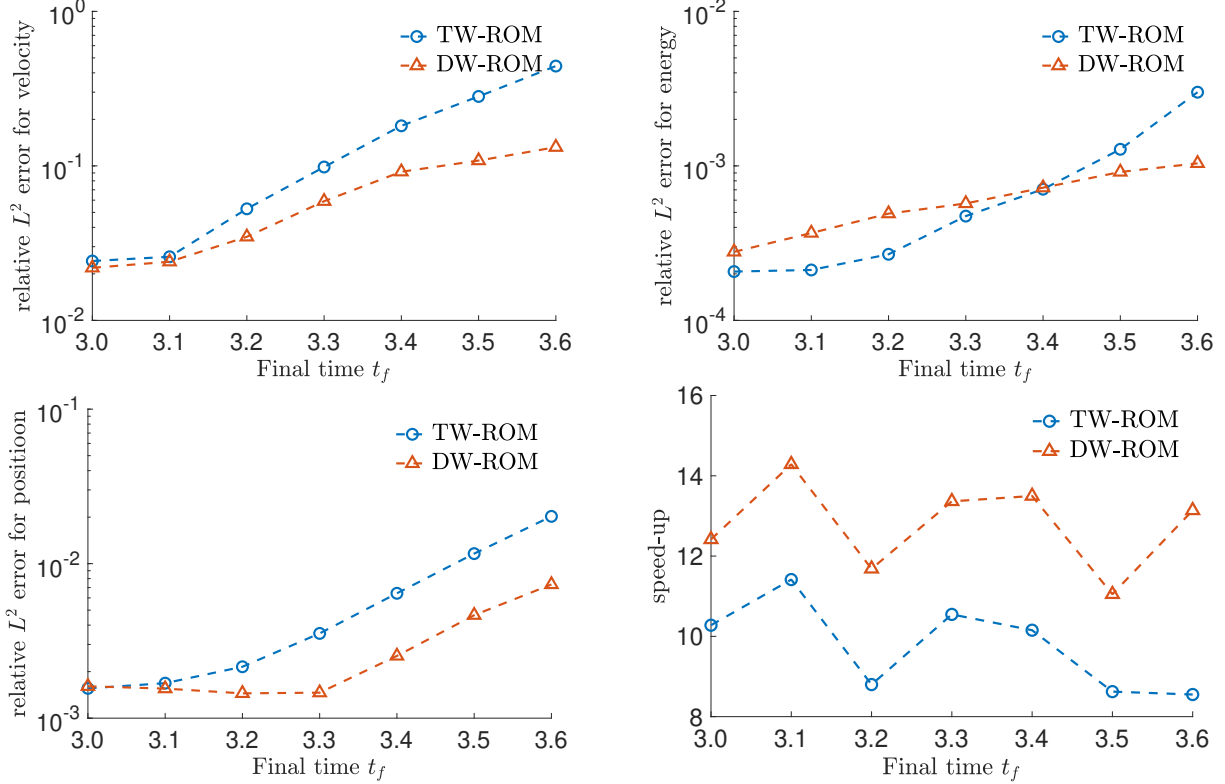 relative L² error for velocity
10⁰
10⁻¹
10⁻²
TW-ROM
DW-ROM
3.0 3.1 3.2 3.3 3.4 3.5 3.6
Final time t_f
relative L² error for energy
10⁻²
10⁻³
10⁻⁴
TW-ROM
DW-ROM
3.0 3.1 3.2 3.3 3.4 3.5 3.6
Final time t_f
relative L² error for positioon
10⁻¹
10⁻²
10⁻³
TW-ROM
DW-ROM
3.0 3.1 3.2 3.3 3.4 3.5 3.6
Final time t_f
speed-up
16
14
12
10
8
TW-ROM
DW-ROM
3.0 3.1 3.2 3.3 3.4 3.5 3.6
Final time t_f